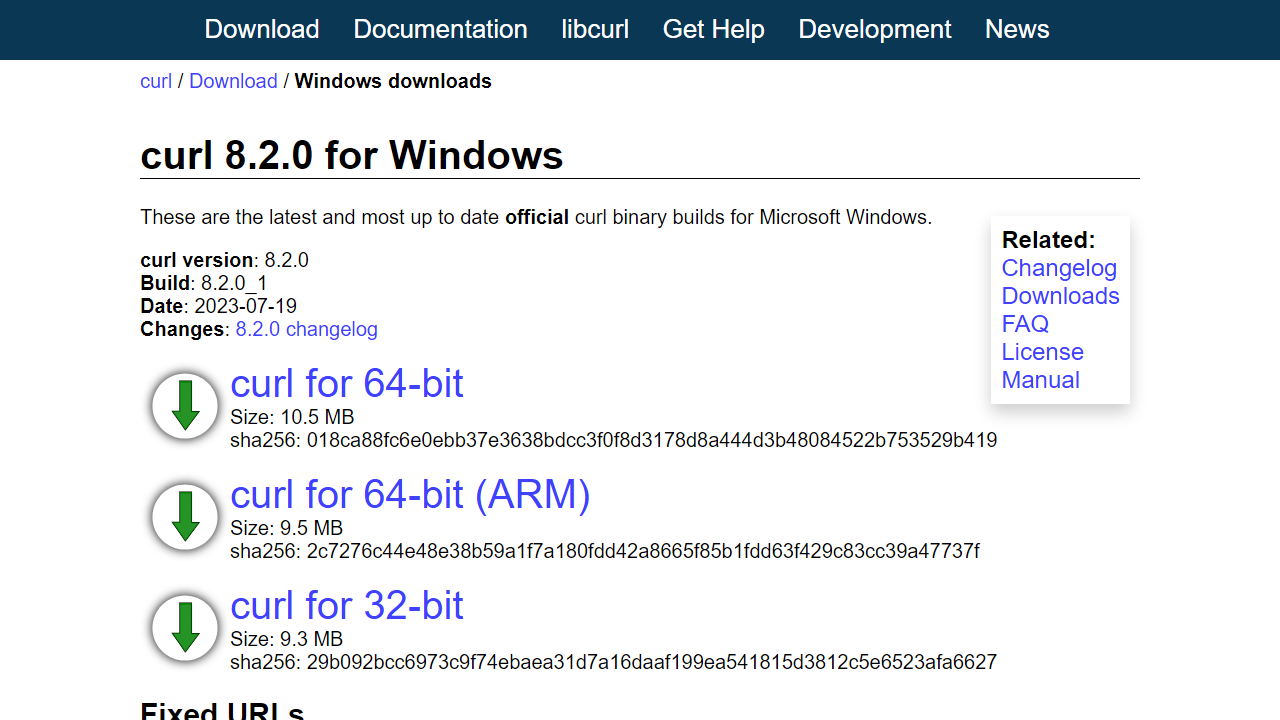 Download Documentation libcurl Get Help Development News
curl / Download / Windows downloads
curl 8.2.0 for Windows
These are the latest and most up to date official curl binary builds for Microsoft Windows.
curl version: 8.2.0
Build: 8.2.0_1
Date: 2023-07-19
Changes: 8.2.0 changelog
Related:
Changelog
Downloads
FAQ
License
Manual
curl for 64-bit
Size: 10.5 MB
sha256: 018ca88fc6e0ebb37e3638bdcc3f0f8d3178d8a444d3b48084522b753529b419
curl for 64-bit (ARM)
Size: 9.5 MB
sha256: 2c7276c44e48e38b59a1f7a180fdd42a8665f85b1fdd63f429c83cc39a47737f
curl for 32-bit
Size: 9.3 MB
sha256: 29b092bcc6973c9f74ebaea31d7a16daaf199ea541815d3812c5e6523afa6627
Fixed URLs